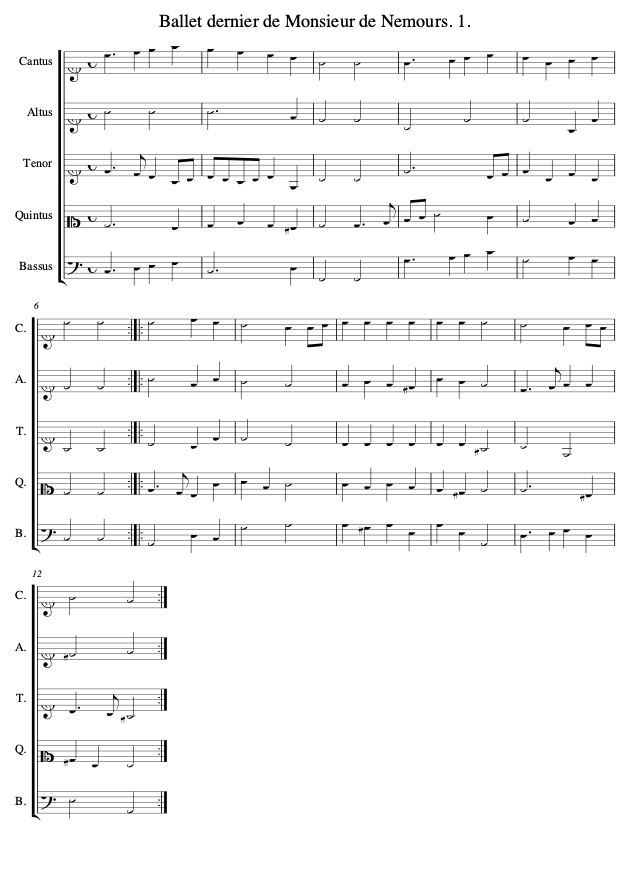 Ballet dernier de Monsieur de Nemours. 1.
Cantus
Altus
Tenor
Quintus
Bassus
6
C.
A.
T.
Q.
B.
12
C.
A.
T.
Q.
B.